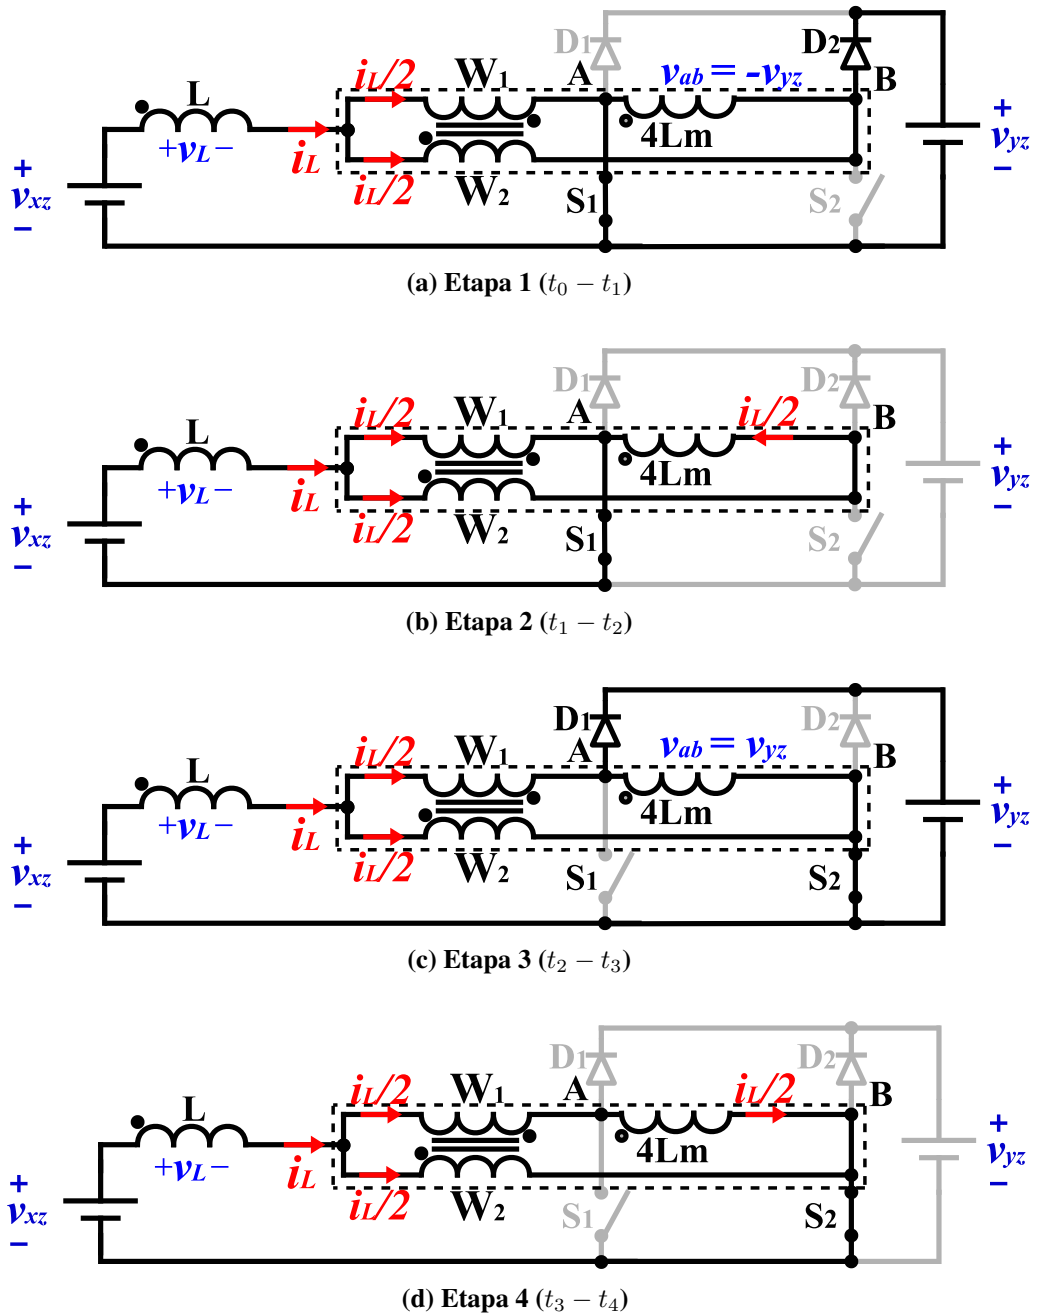 D1 D2
L iL/2 W1 A vab = -vyz B
+vL− iL 4Lm + vyz −
+ vxz − iL/2 W2 S1 S2
(a) Etapa 1 (t0 − t1)
D1 D2
L iL/2 W1 A iL/2 B
+vL− iL 4Lm + vyz −
+ vxz − iL/2 W2 S1 S2
(b) Etapa 2 (t1 − t2)
D1 D2
L iL/2 W1 A vab = vyz B
+vL− iL 4Lm + vyz −
+ vxz − iL/2 W2 S1 S2
(c) Etapa 3 (t2 − t3)
D1 D2
L iL/2 W1 A iL/2 B
+vL− iL 4Lm + vyz −
+ vxz − iL/2 W2 S1 S2
(d) Etapa 4 (t3 − t4)